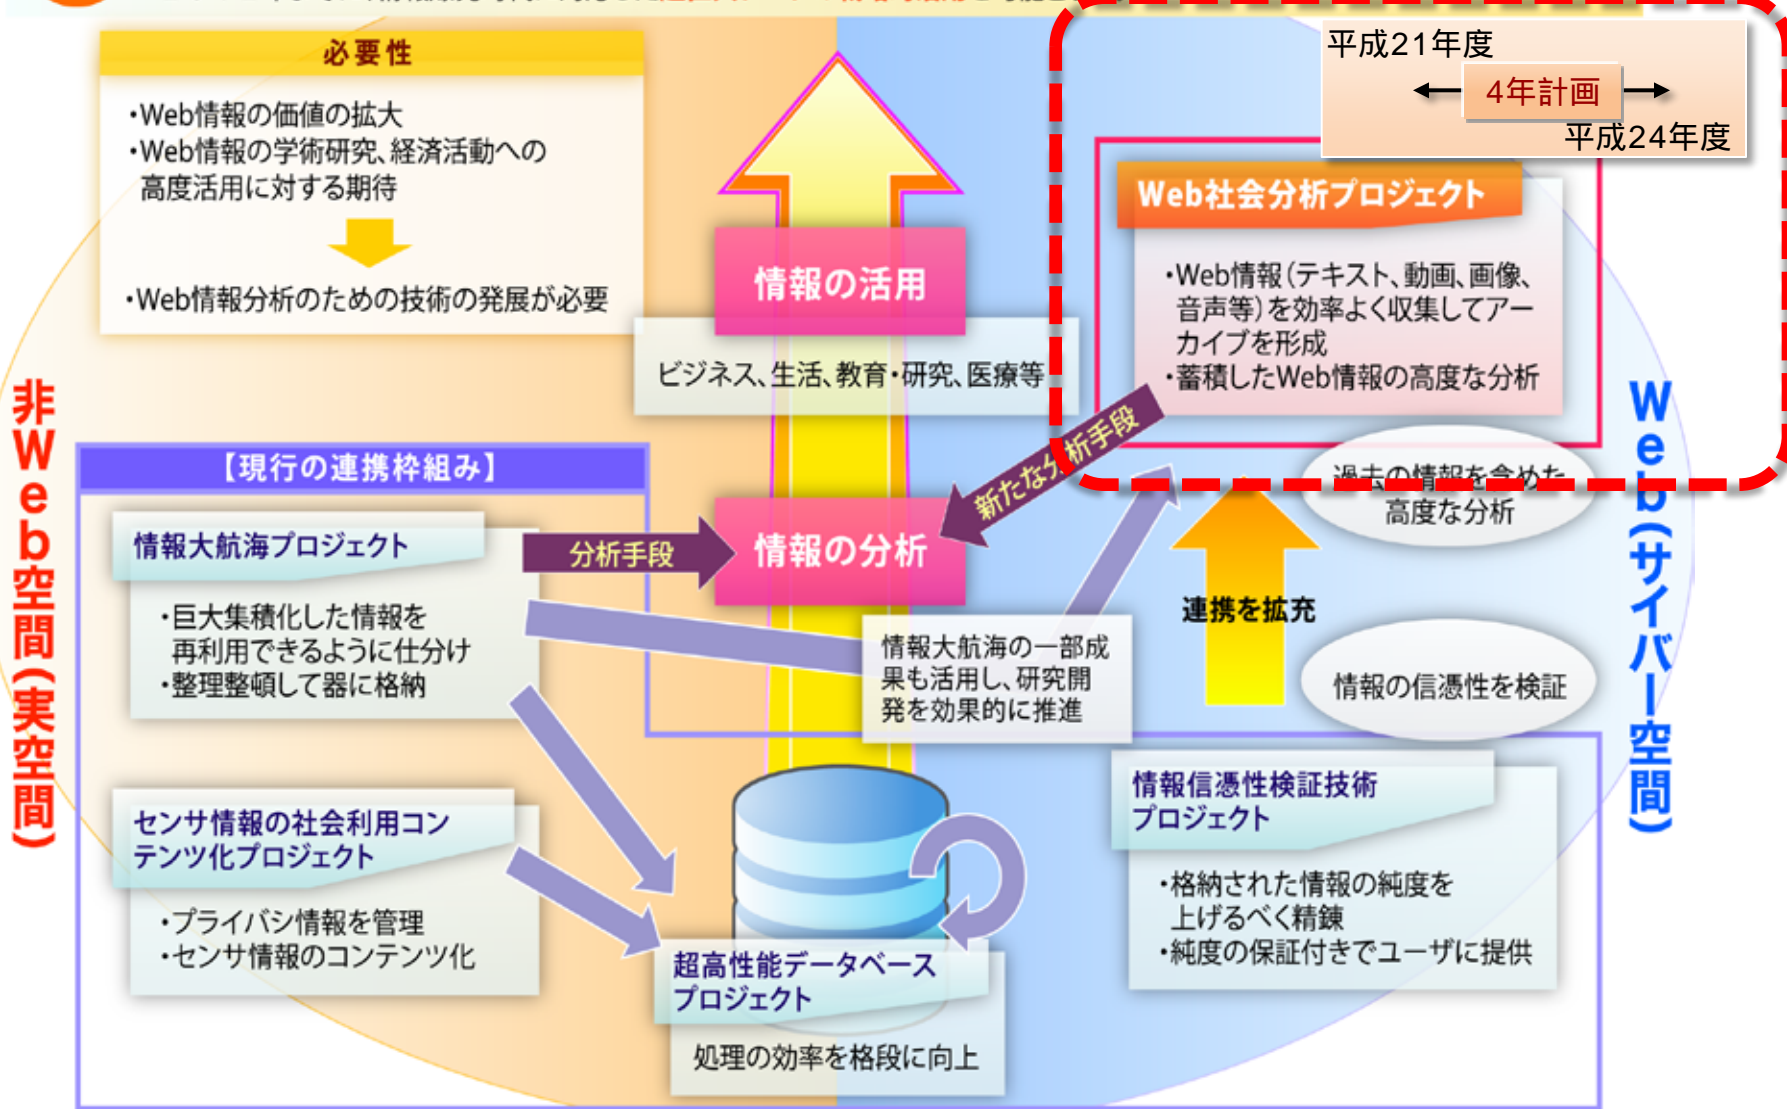 平成21年度
4年計画
平成24年度
必要性
・Web情報の価値の拡大
・Web情報の学術研究、経済活動への
高度活用に対する期待
・Web情報分析のための技術の発展が必要
情報の活用
ビジネス、生活、教育・研究、医療等
Web社会分析プロジェクト
・Web情報（テキスト、動画、画像、
音声等）を効率よく収集してアー
カイブを形成
・蓄積したWeb情報の高度な分析
非Web空間（実空間）
Web（サイバー空間）
【現行の連携枠組み】
新たな分析手段
過去の情報を含めた
高度な分析
情報大航海プロジェクト
分析手段
情報の分析
・巨大集積化した情報を
再利用できるように仕分け
・整理整頓して器に格納
連携を拡充
情報大航海の一部成
果も活用し、研究開
発を効果的に推進
情報の信憑性を検証
センサ情報の社会利用コン
テンツ化プロジェクト
・プライバシ情報を管理
・センサ情報のコンテンツ化
情報信憑性検証技術
プロジェクト
・格納された情報の純度を
上げるべく精錬
・純度の保証付きでユーザに提供
超高性能データベース
プロジェクト
処理の効率を格段に向上